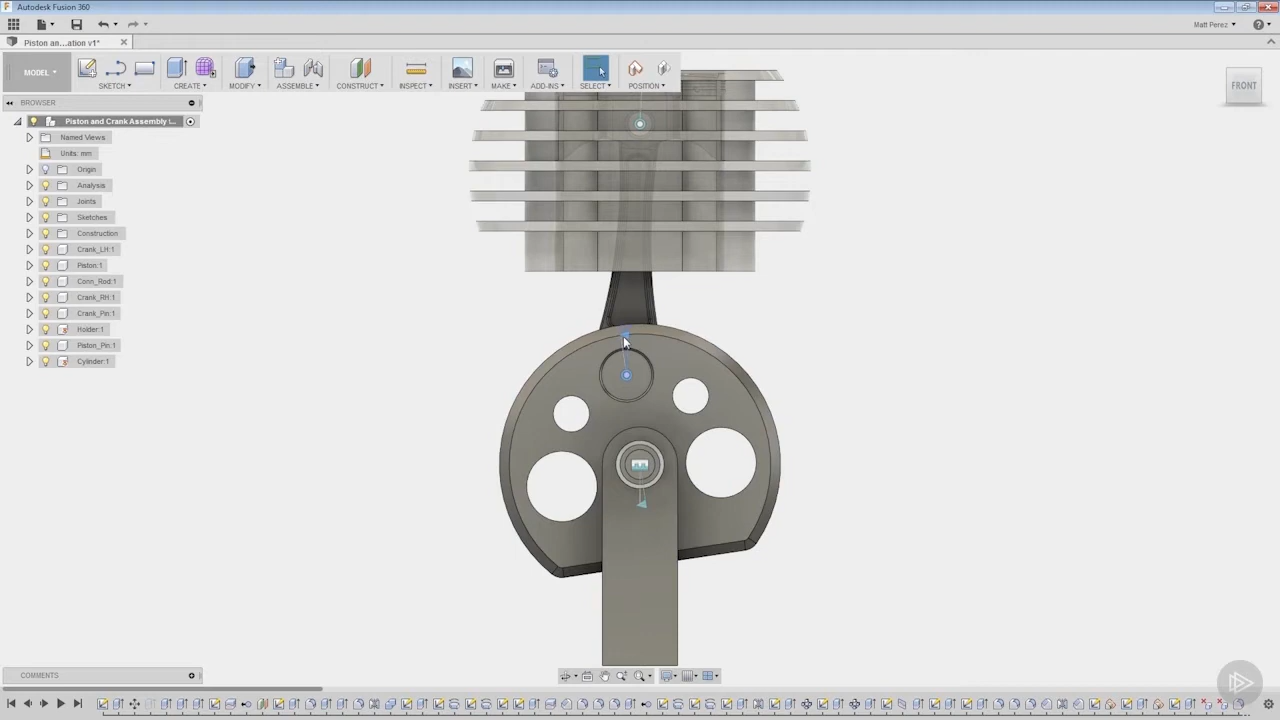 Autodesk Fusion 360
Matt Perez
Piston an...ation v1*
MODEL
SKETCH
CREATE
MODIFY
ASSEMBLE
CONSTRUCT
INSPECT
INSERT
MAKE
ADD-INS
SELECT
POSITION
FRONT
BROWSER
Piston and Crank Assembly :...
Named Views
Units: mm
Origin
Analysis
Joints
Sketches
Construction
Crank_LH:1
Piston:1
Conn_Rod:1
Crank_RH:1
Crank_Pin:1
Holder:1
Piston_Pin:1
Cylinder:1
COMMENTS